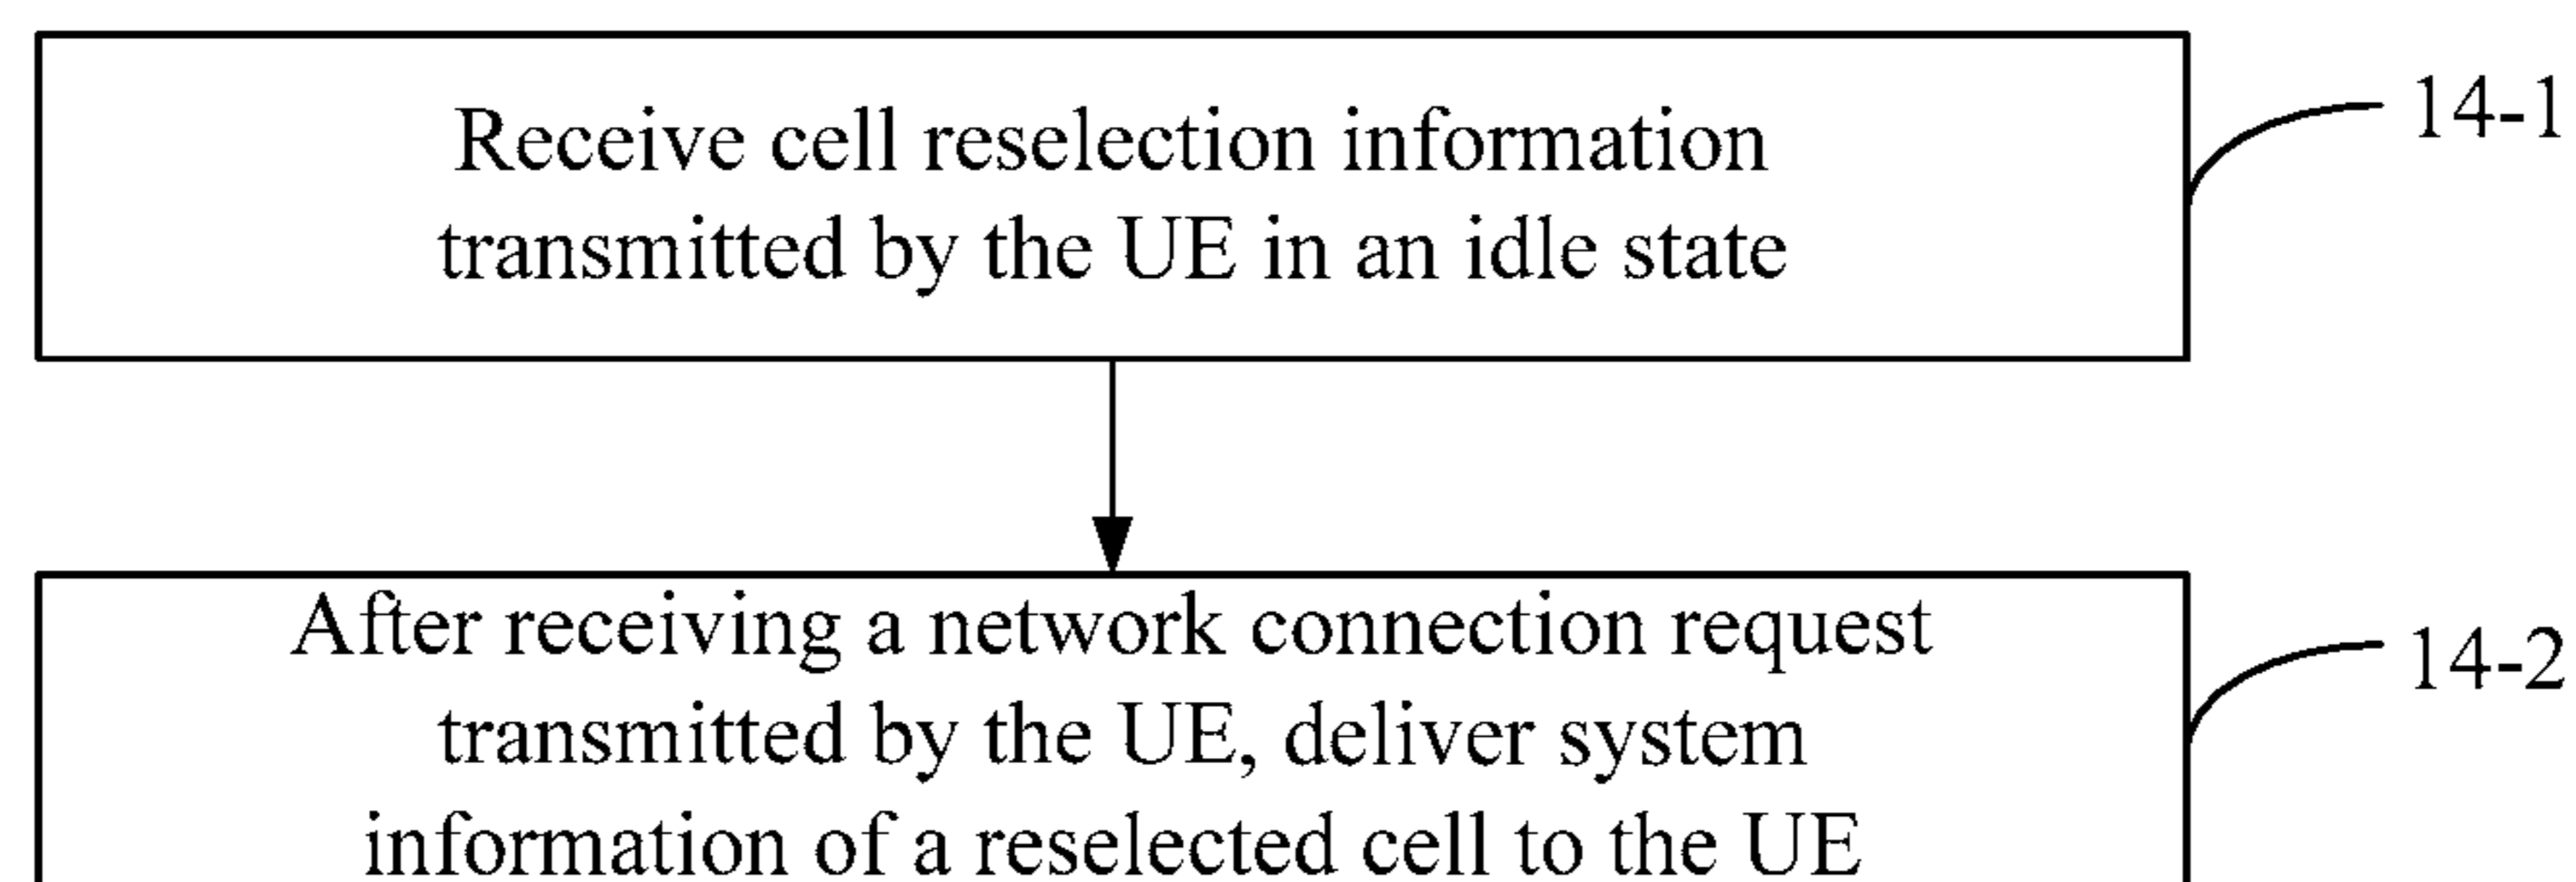 Receive cell reselection information
transmitted by the UE in an idle state
14-1
After receiving a network connection request
transmitted by the UE, deliver system
information of a reselected cell to the UE
14-2